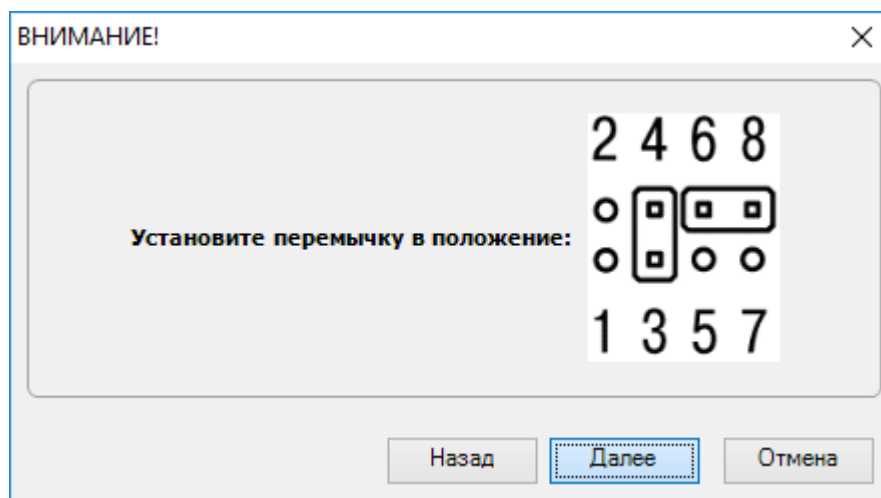 ВНИМАНИЕ!
2 4 6 8
Установите перемычку в положение:
1 3 5 7
Назад Далее Отмена